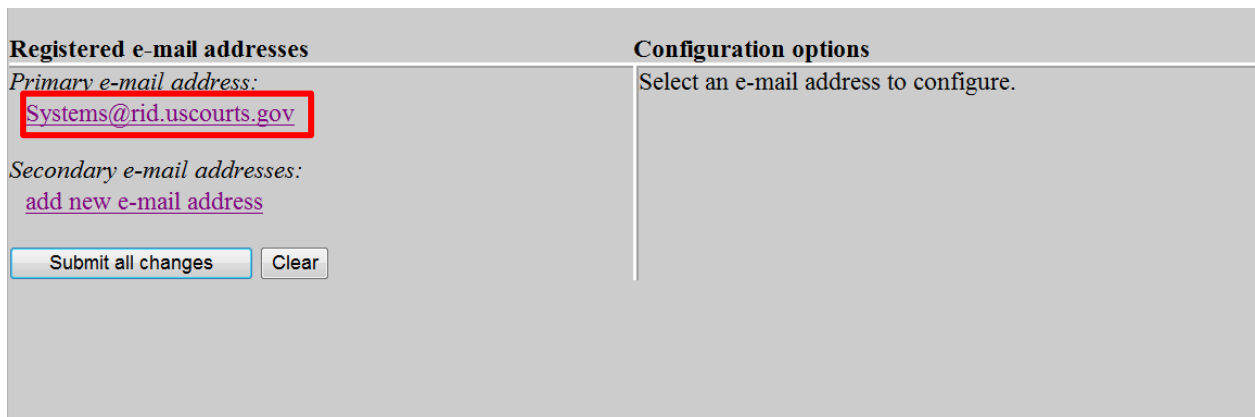 Registered e-mail addresses
Primary e-mail address:
Systems@rid.uscourts.gov
Secondary e-mail addresses:
add new e-mail address
Submit all changes Clear
Configuration options
Select an e-mail address to configure.